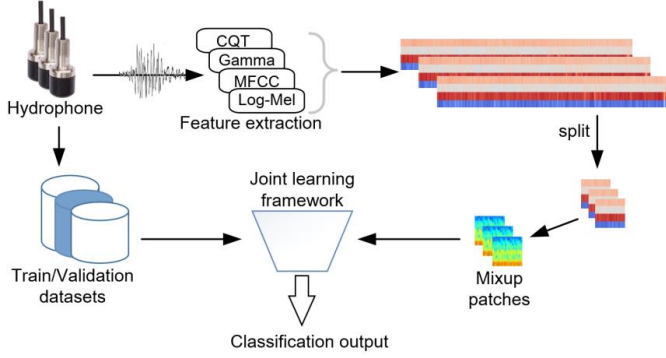 Hydrophone
CQT
Gamma
MFCC
Log-Mel
Feature extraction
split
Joint learning
framework
Train/Validation
datasets
Mixup
patches
Classification output